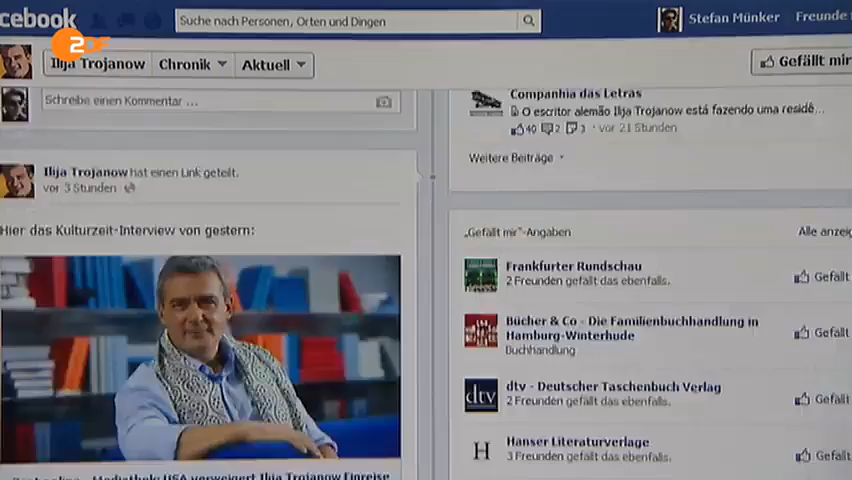 cebook
Suche nach Personen, Orten und Dingen
Stefan Münker
Freunde
2
Ilija Trojanow
Chronik
Aktuell
Gefällt mir
Schreibe einen Kommentar ...
Ilija Trojanow hat einen Link geteilt.
vor 3 Stunden
Hier das Kulturzeit-Interview von gestern:
Mediathek: USA verweigert Ilija Trojanow Einreise
Companhia das Letras
O escritor alemão Ilija Trojanow está fazendo uma residê...
40 2 3 · vor 21 Stunden
Weitere Beiträge
„Gefällt mir"-Angaben
Alle anzeig
Frankfurter Rundschau
2 Freunden gefällt das ebenfalls.
Gefällt
Bücher & Co - Die Familienbuchhandlung in
Hamburg-Winterhude
Buchhandlung
Gefällt
dtv
dtv - Deutscher Taschenbuch Verlag
2 Freunden gefällt das ebenfalls.
Gefällt
H
Hanser Literaturverlage
3 Freunden gefällt das ebenfalls.
Gefällt